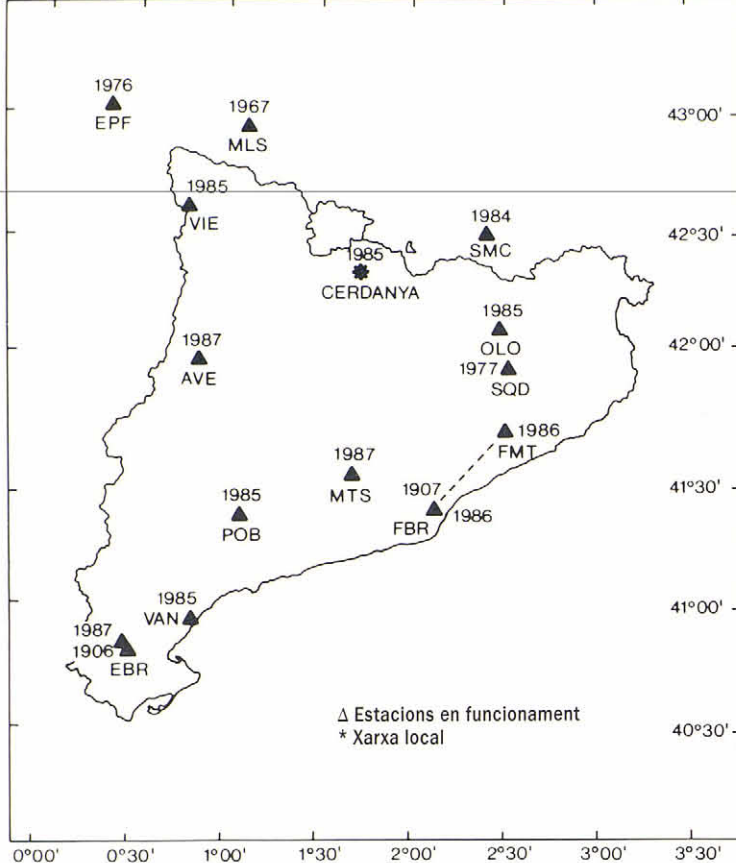 1976
EPF
1967
MLS
43°00'
1985
VIE
1984
SMC
42°30'
1985
CERDANYA
1985
OLO
42°00'
1987
AVE
1977
SQD
1986
FMT
1987
MTS
41°30'
1907
FBR
1986
1985
POB
1985
VAN
41°00'
1987
1906
EBR
Δ Estacions en funcionament
* Xarxa local
40°30'
0°00' 0°30' 1°00' 1°30' 2°00' 2°30' 3°00' 3°30'